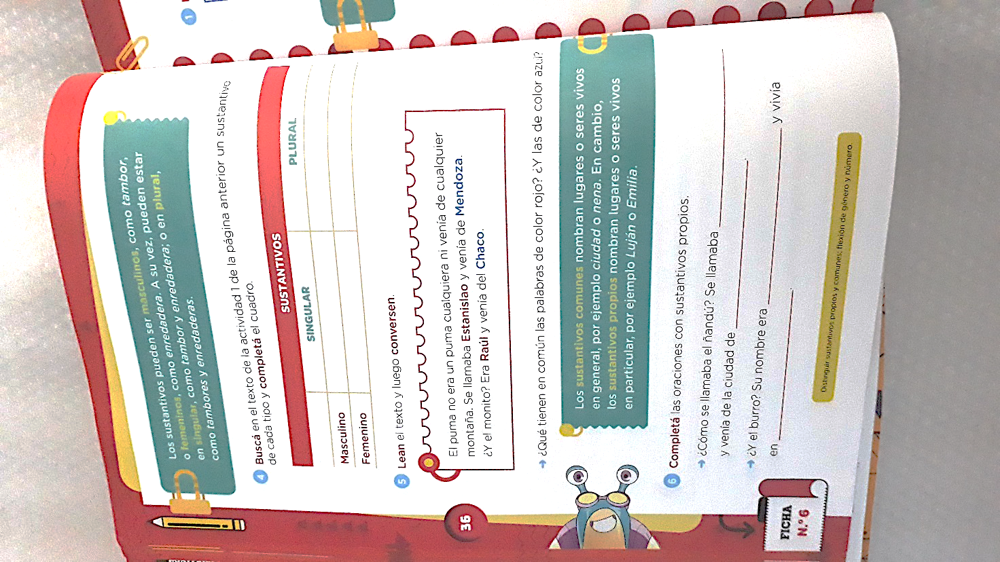 Los sustantivos pueden ser masculinos, como tambor,
o femeninos, como enredadera. A su vez, pueden estar
en singular, como tambor y enredadera; o en plural,
como tambores y enredaderas.
4 Buscá en el texto de la actividad 1 de la página anterior un sustantivo
de cada tipo y completá el cuadro.
SUSTANTIVOS
SINGULAR PLURAL
Masculino
Femenino
5 Lean el texto y luego conversen.
El puma no era un puma cualquiera ni venía de cualquier
montaña. Se llamaba Estanislao y venía de Mendoza.
¿Y el monito? Era Raúl y venía del Chaco.
36
¿Qué tienen en común las palabras de color rojo? ¿Y las de color azul?
Los sustantivos comunes nombran lugares o seres vivos
en general, por ejemplo ciudad o nena. En cambio,
los sustantivos propios nombran lugares o seres vivos
en particular, por ejemplo Luján o Emilia.
6 Completá las oraciones con sustantivos propios.
¿Cómo se llamaba el ñandú? Se llamaba
y venía de la ciudad de .
¿Y el burro? Su nombre era y vivía
en .
FICHA
N.º 6
Distinguir sustantivos propios y comunes; flexión de género y número.
1